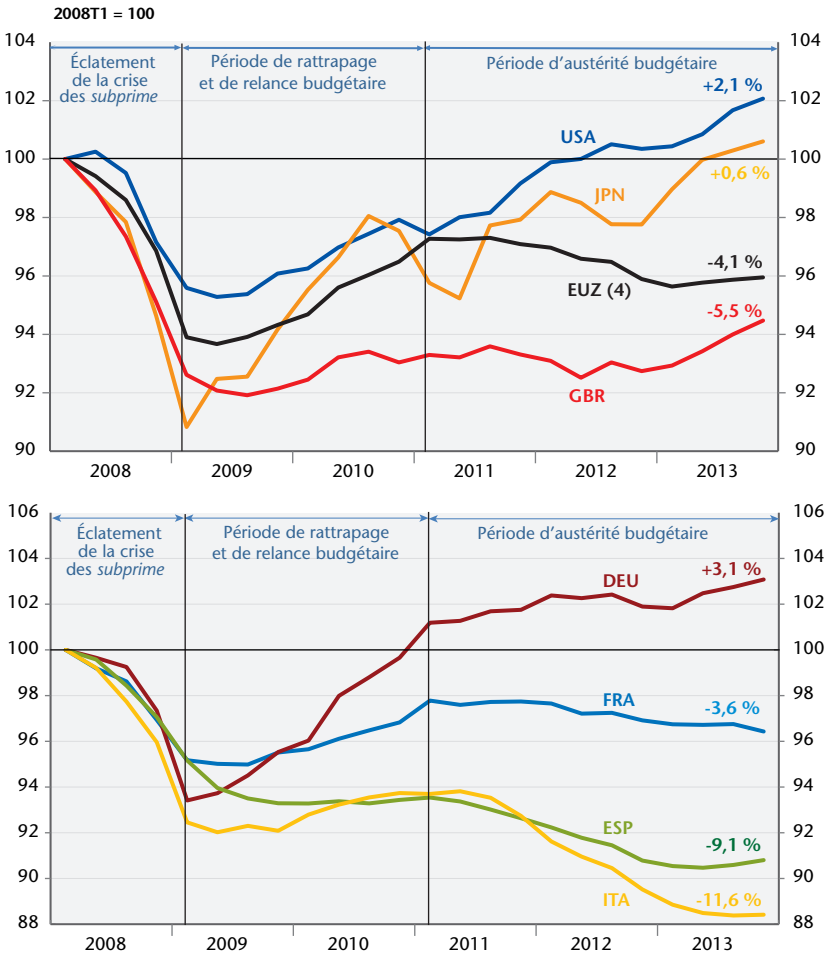 2008T1 = 100
104
102
100
98
96
94
92
90
104
102
100
98
96
94
92
90
Éclatement
de la crise
des subprime
Période de rattrapage
et de relance budgétaire
Période d'austérité budgétaire
+2,1 %
USA
+0,6 %
JPN
-4,1 %
EUZ (4)
-5,5 %
GBR
2008 2009 2010 2011 2012 2013
106
104
102
100
98
96
94
92
90
88
106
104
102
100
98
96
94
92
90
88
Éclatement
de la crise
des subprime
Période de rattrapage
et de relance budgétaire
Période d'austérité budgétaire
+3,1 %
DEU
FRA
-3,6 %
ESP
-9,1 %
ITA
-11,6 %
2008 2009 2010 2011 2012 2013